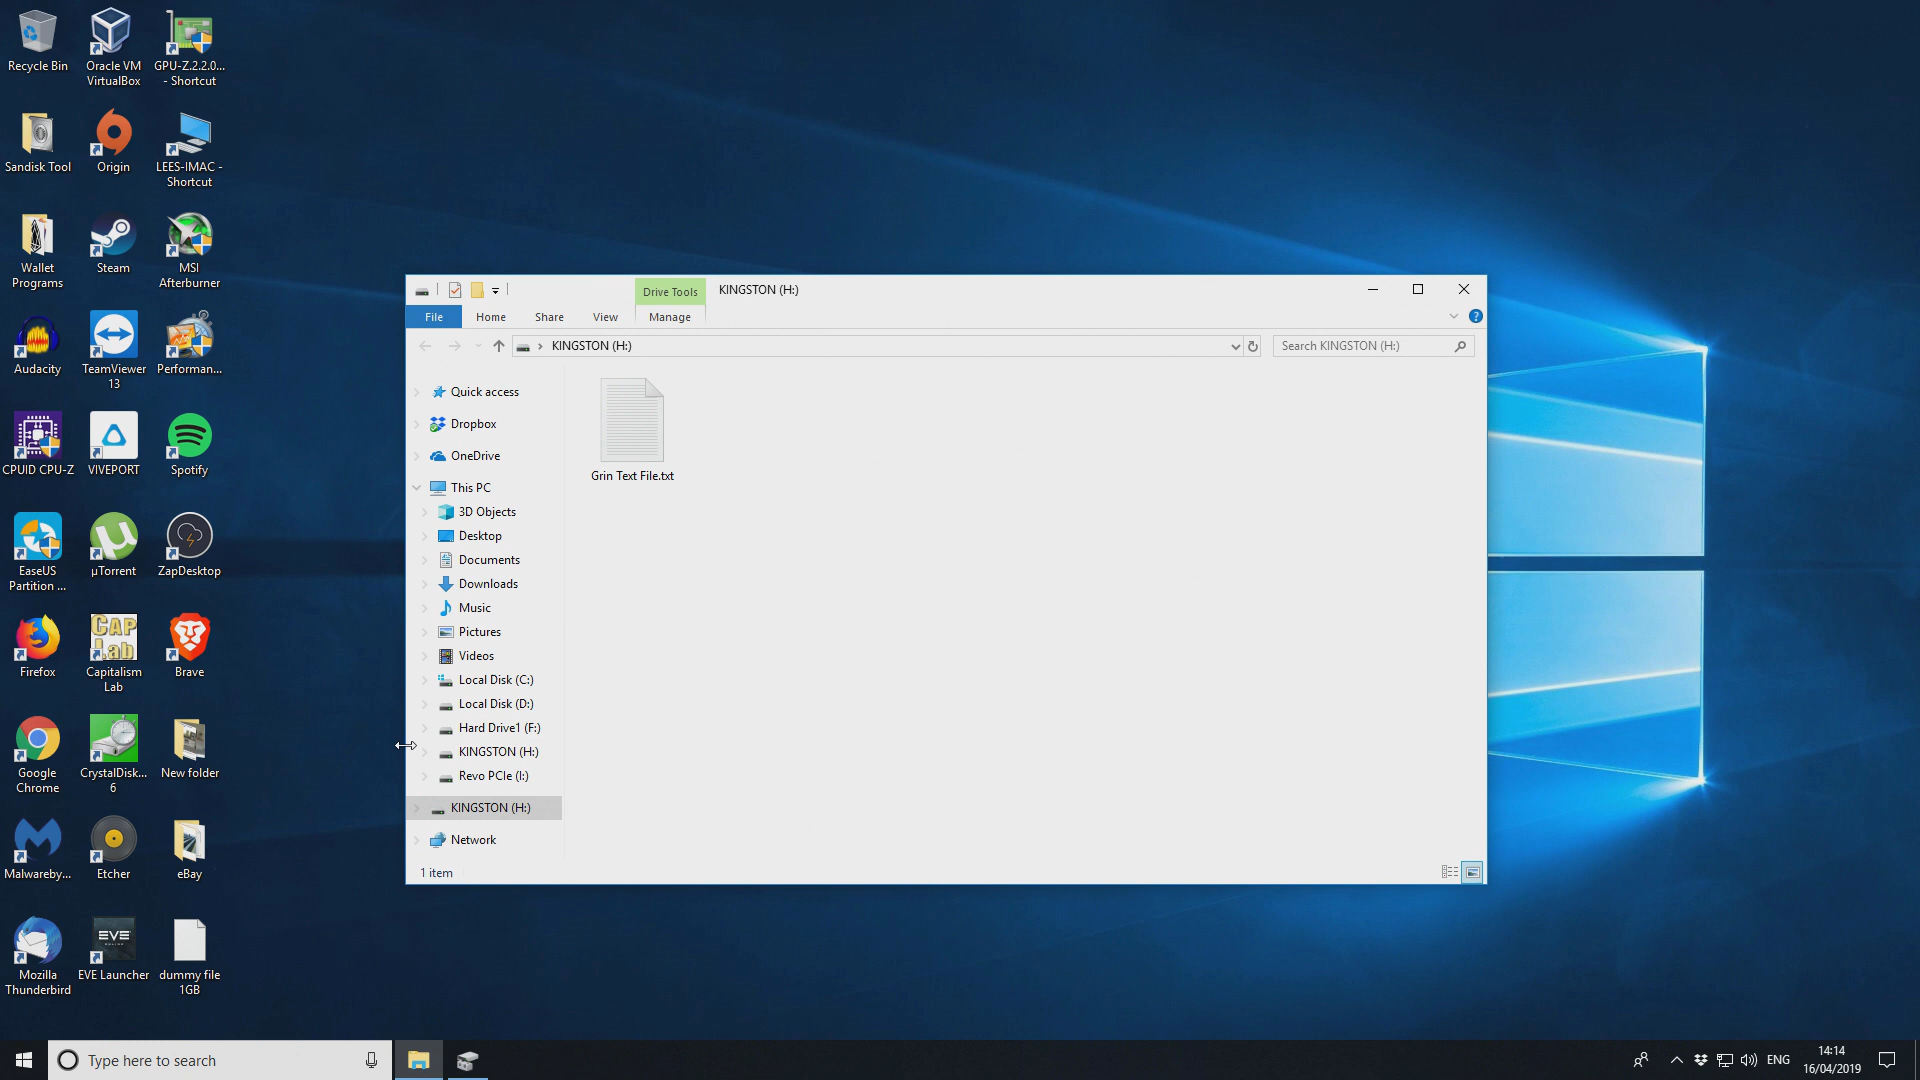 Recycle Bin
Oracle VM
VirtualBox
GPU-Z.2.2.0...
- Shortcut
Sandisk Tool
Origin
LEES-IMAC -
Shortcut
Wallet
Programs
Steam
MSI
Afterburner
Audacity
TeamViewer
13
Performan...
CPUID CPU-Z
VIVEPORT
Spotify
EaseUS
Partition ...
µTorrent
ZapDesktop
Firefox
CAP
Lab
Capitalism
Lab
Brave
Google
Chrome
CrystalDisk...
6
New folder
Malwareby...
Etcher
eBay
Mozilla
Thunderbird
EVE
EVE Launcher
dummy file
1GB
Drive Tools
KINGSTON (H:)
File
Home
Share
View
Manage
KINGSTON (H:)
Search KINGSTON (H:)
Quick access
Dropbox
OneDrive
This PC
3D Objects
Desktop
Documents
Downloads
Music
Pictures
Videos
Local Disk (C:)
Local Disk (D:)
Hard Drive1 (F:)
KINGSTON (H:)
Revo PCIe (I:)
KINGSTON (H:)
Network
Grin Text File.txt
1 item
Type here to search
ENG
14:14
16/04/2019